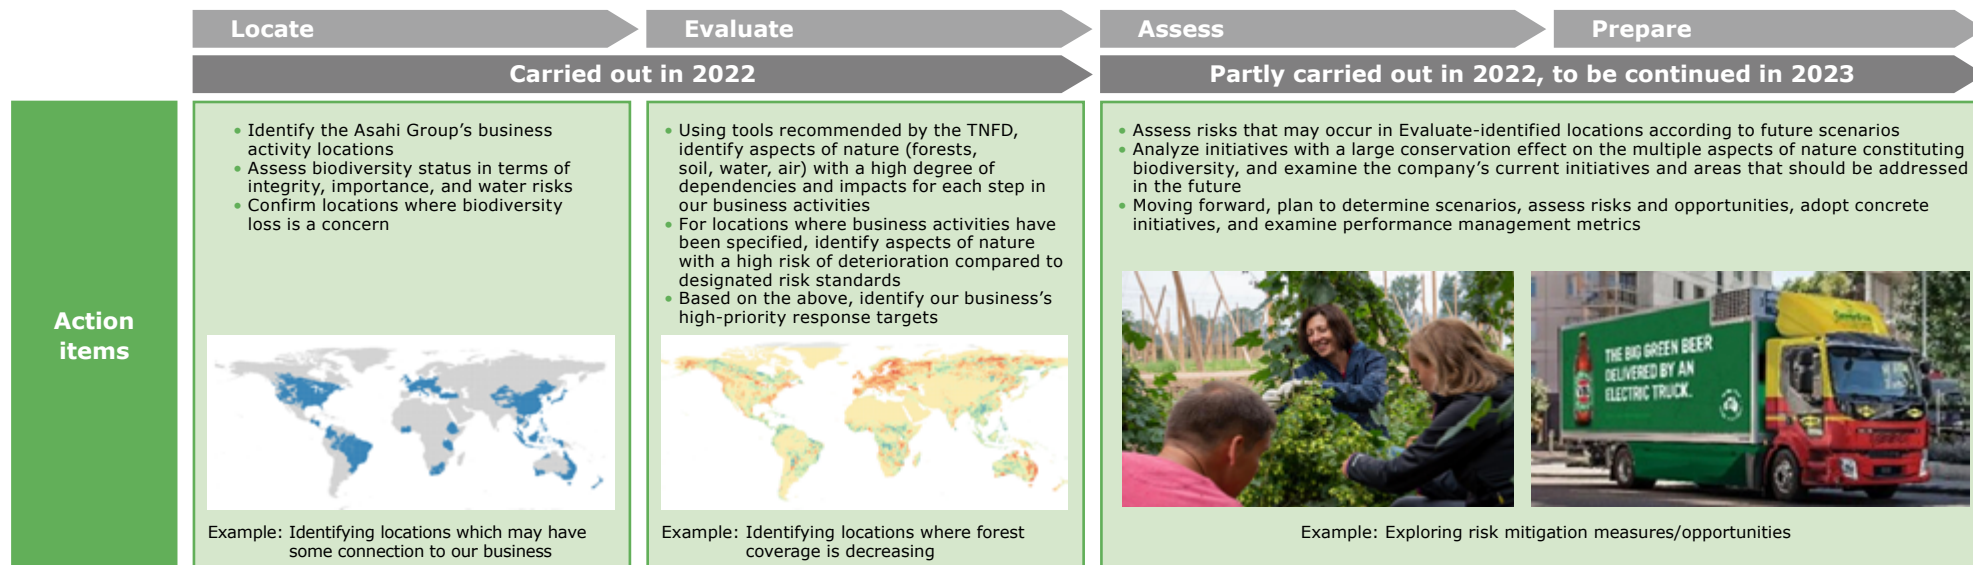 Locate
Evaluate
Assess
Prepare
Carried out in 2022
Partly carried out in 2022, to be continued in 2023
Action
items
• Identify the Asahi Group’s business
activity locations
• Assess biodiversity status in terms of
integrity, importance, and water risks
• Confirm locations where biodiversity
loss is a concern
Example: Identifying locations which may have
some connection to our business
• Using tools recommended by the TNFD,
identify aspects of nature (forests,
soil, water, air) with a high degree of
dependencies and impacts for each step in
our business activities
• For locations where business activities have
been specified, identify aspects of nature
with a high risk of deterioration compared to
designated risk standards
• Based on the above, identify our business’s
high-priority response targets
Example: Identifying locations where forest
coverage is decreasing
• Assess risks that may occur in Evaluate-identified locations according to future scenarios
• Analyze initiatives with a large conservation effect on the multiple aspects of nature constituting
biodiversity, and examine the company’s current initiatives and areas that should be addressed
in the future
• Moving forward, plan to determine scenarios, assess risks and opportunities, adopt concrete
initiatives, and examine performance management metrics
THE BIG GREEN BEER
DELIVERED BY AN
ELECTRIC TRUCK.
Example: Exploring risk mitigation measures/opportunities